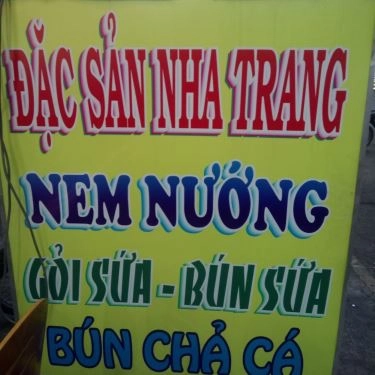 ĐẶC SẢN NHA TRANG
NEM NƯỚNG
GỎI SỨA - BÚN SỨA
BÚN CHẢ CÁ